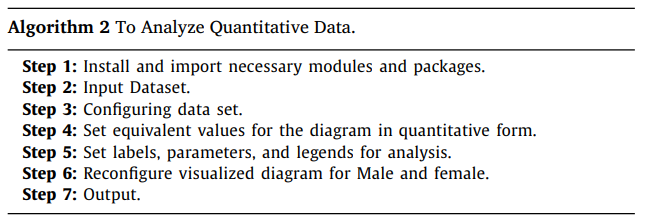 Algorithm 2 To Analyze Quantitative Data.
Step 1: Install and import necessary modules and packages.
Step 2: Input Dataset.
Step 3: Configuring data set.
Step 4: Set equivalent values for the diagram in quantitative form.
Step 5: Set labels, parameters, and legends for analysis.
Step 6: Reconfigure visualized diagram for Male and female.
Step 7: Output.